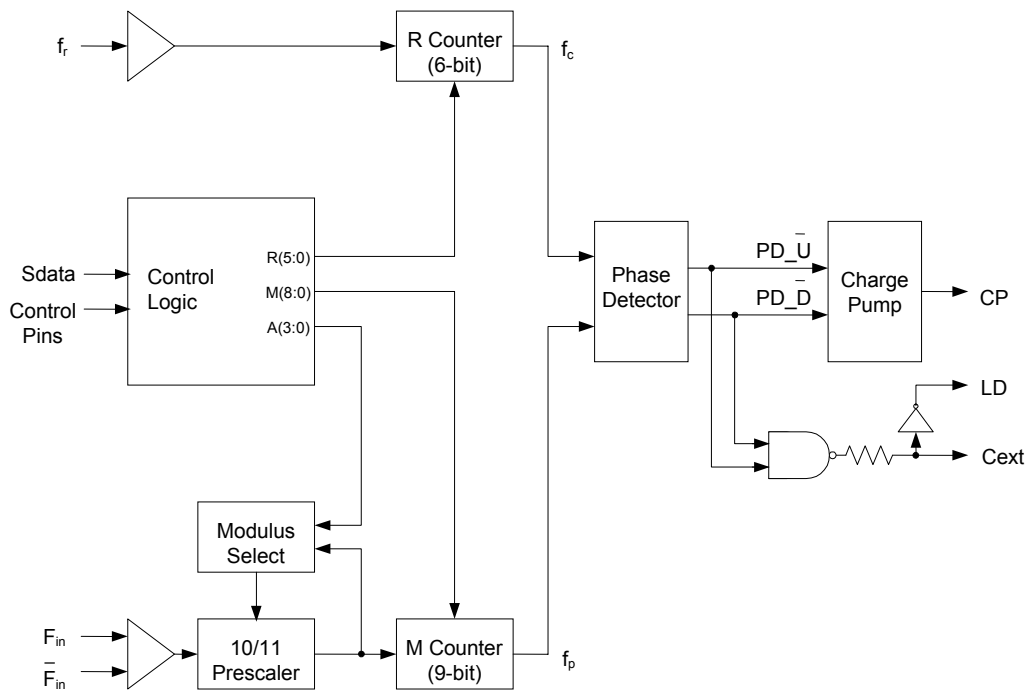 fr
R Counter
(6-bit)
fc
Sdata
Control
Pins
Control
Logic
R(5:0)
M(8:0)
A(3:0)
Phase
Detector
PD_U̅
PD_D̅
Charge
Pump
CP
LD
Cext
Modulus
Select
Fin
F̅in
10/11
Prescaler
M Counter
(9-bit)
fp